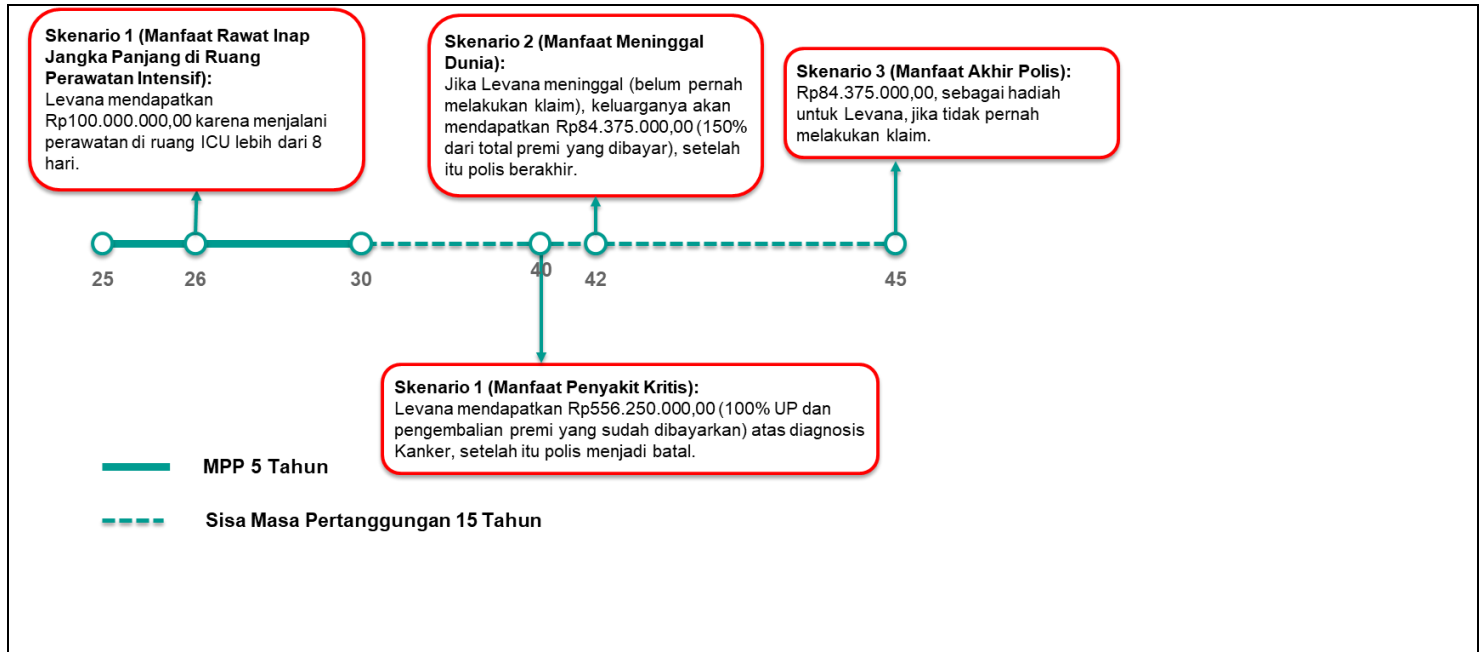 Skenario 1 (Manfaat Rawat Inap
Jangka Panjang di Ruang
Perawatan Intensif):
Levana mendapatkan
Rp100.000.000,00 karena menjalani
perawatan di ruang ICU lebih dari 8
hari.
Skenario 2 (Manfaat Meninggal
Dunia):
Jika Levana meninggal (belum pernah
melakukan klaim), keluarganya akan
mendapatkan Rp84.375.000,00 (150%
dari total premi yang dibayar), setelah
itu polis berakhir.
Skenario 3 (Manfaat Akhir Polis):
Rp84.375.000,00, sebagai hadiah
untuk Levana, jika tidak pernah
melakukan klaim.
25
26
30
40
42
45
Skenario 1 (Manfaat Penyakit Kritis):
Levana mendapatkan Rp556.250.000,00 (100% UP dan
pengembalian premi yang sudah dibayarkan) atas diagnosis
Kanker, setelah itu polis menjadi batal.
MPP 5 Tahun
Sisa Masa Pertanggungan 15 Tahun